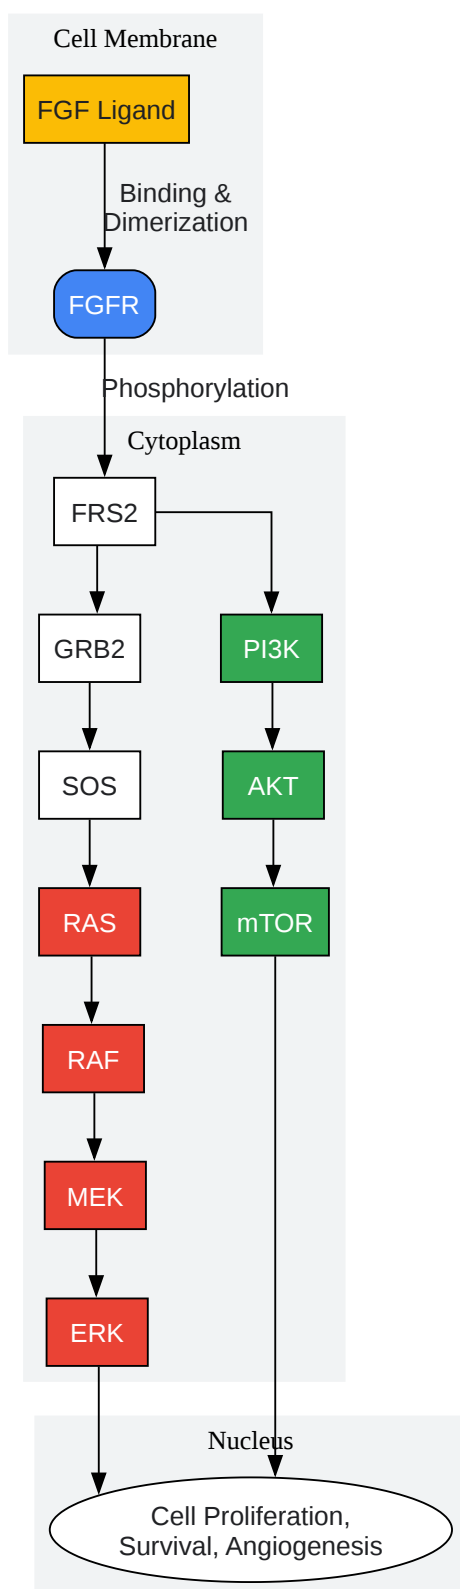 Cell Membrane
FGF Ligand
Binding &
Dimerization
FGFR
Phosphorylation
Cytoplasm
FRS2
GRB2
PI3K
SOS
AKT
RAS
mTOR
RAF
MEK
ERK
Nucleus
Cell Proliferation,
Survival, Angiogenesis